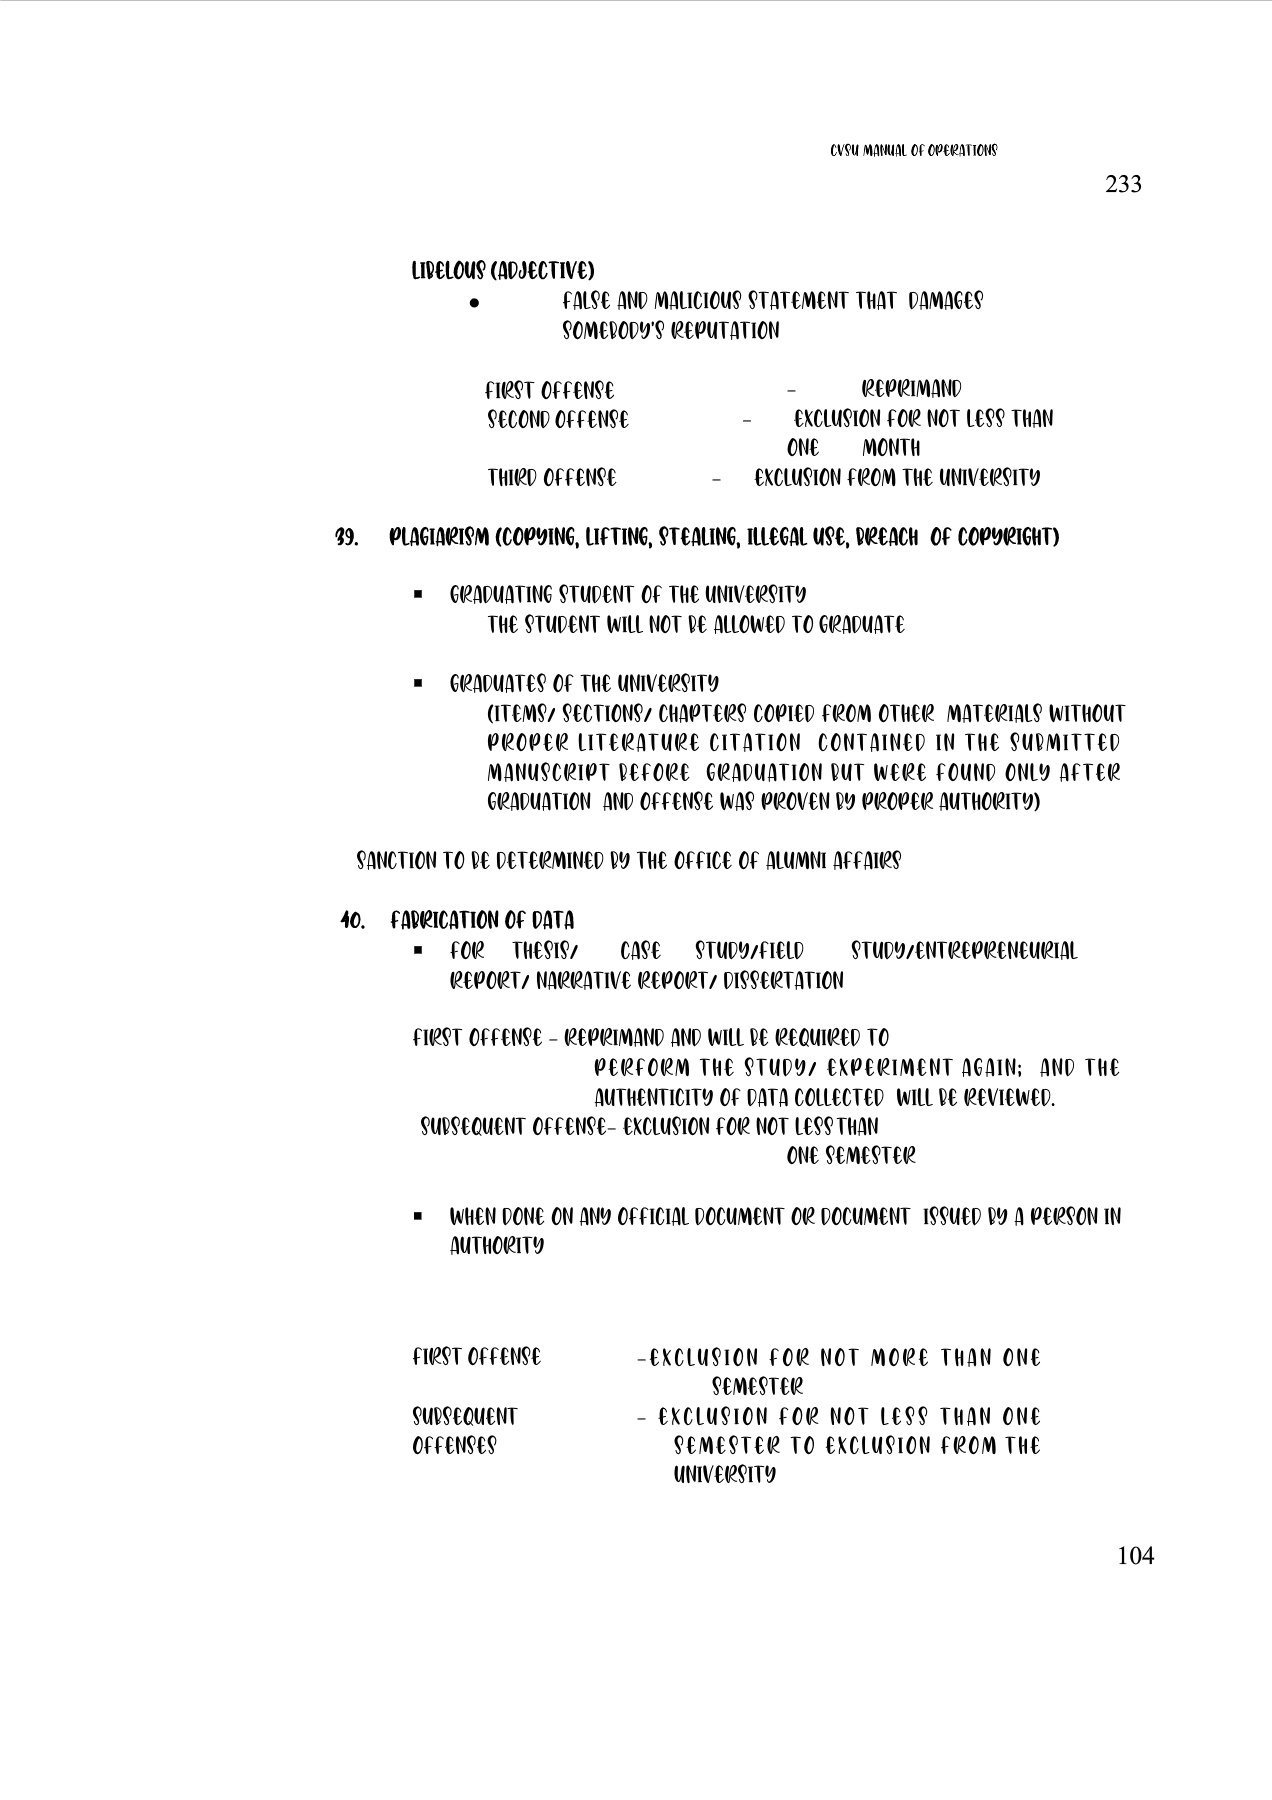 CVSU MANUAL OF OPERATIONS
233
LIBELOUS (ADJECTIVE)
● FALSE AND MALICIOUS STATEMENT THAT DAMAGES
SOMEBODY'S REPUTATION
FIRST OFFENSE – REPRIMAND
SECOND OFFENSE – EXCLUSION FOR NOT LESS THAN
ONE MONTH
THIRD OFFENSE – EXCLUSION FROM THE UNIVERSITY
39. PLAGIARISM (COPYING, LIFTING, STEALING, ILLEGAL USE, BREACH OF COPYRIGHT)
▪ GRADUATING STUDENT OF THE UNIVERSITY
THE STUDENT WILL NOT BE ALLOWED TO GRADUATE
▪ GRADUATES OF THE UNIVERSITY
(ITEMS/ SECTIONS/ CHAPTERS COPIED FROM OTHER MATERIALS WITHOUT
PROPER LITERATURE CITATION CONTAINED IN THE SUBMITTED
MANUSCRIPT BEFORE GRADUATION BUT WERE FOUND ONLY AFTER
GRADUATION AND OFFENSE WAS PROVEN BY PROPER AUTHORITY)
SANCTION TO BE DETERMINED BY THE OFFICE OF ALUMNI AFFAIRS
40. FABRICATION OF DATA
▪ FOR THESIS/ CASE STUDY/FIELD STUDY/ENTREPRENEURIAL
REPORT/ NARRATIVE REPORT/ DISSERTATION
FIRST OFFENSE – REPRIMAND AND WILL BE REQUIRED TO
PERFORM THE STUDY/ EXPERIMENT AGAIN; AND THE
AUTHENTICITY OF DATA COLLECTED WILL BE REVIEWED.
SUBSEQUENT OFFENSE– EXCLUSION FOR NOT LESS THAN
ONE SEMESTER
▪ WHEN DONE ON ANY OFFICIAL DOCUMENT OR DOCUMENT ISSUED BY A PERSON IN
AUTHORITY
FIRST OFFENSE –EXCLUSION FOR NOT MORE THAN ONE
SEMESTER
SUBSEQUENT – EXCLUSION FOR NOT LESS THAN ONE
OFFENSES SEMESTER TO EXCLUSION FROM THE
UNIVERSITY
104